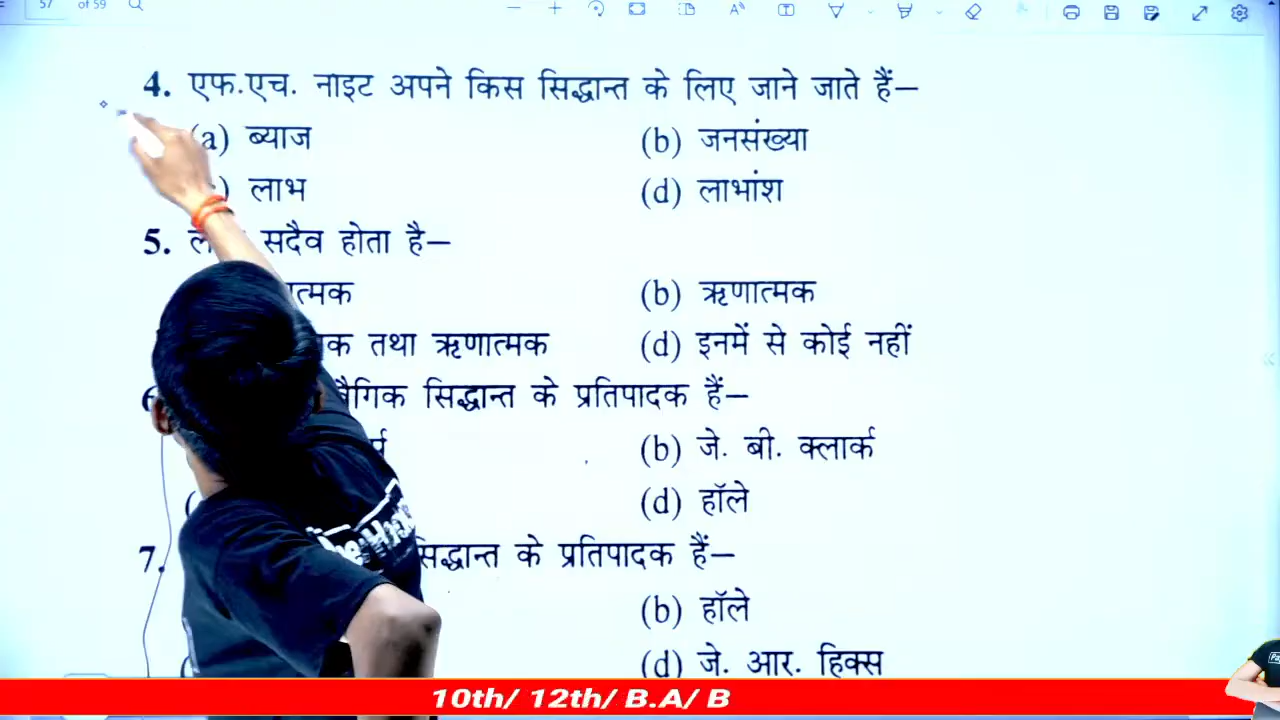 57 of 59
4. एफ.एच. नाइट अपने किस सिद्धान्त के लिए जाने जाते हैं–
(a) ब्याज (b) जनसंख्या
लाभ (d) लाभांश
5. सदैव होता है–
(b) ऋणात्मक
तथा ऋणात्मक (d) इनमें से कोई नहीं
सिद्धान्त के प्रतिपादक हैं–
(b) जे. बी. क्लार्क
(d) हॉले
7. सिद्धान्त के प्रतिपादक हैं–
(b) हॉले
(d) जे. आर. हिक्स
10th/ 12th/ B.A/ B